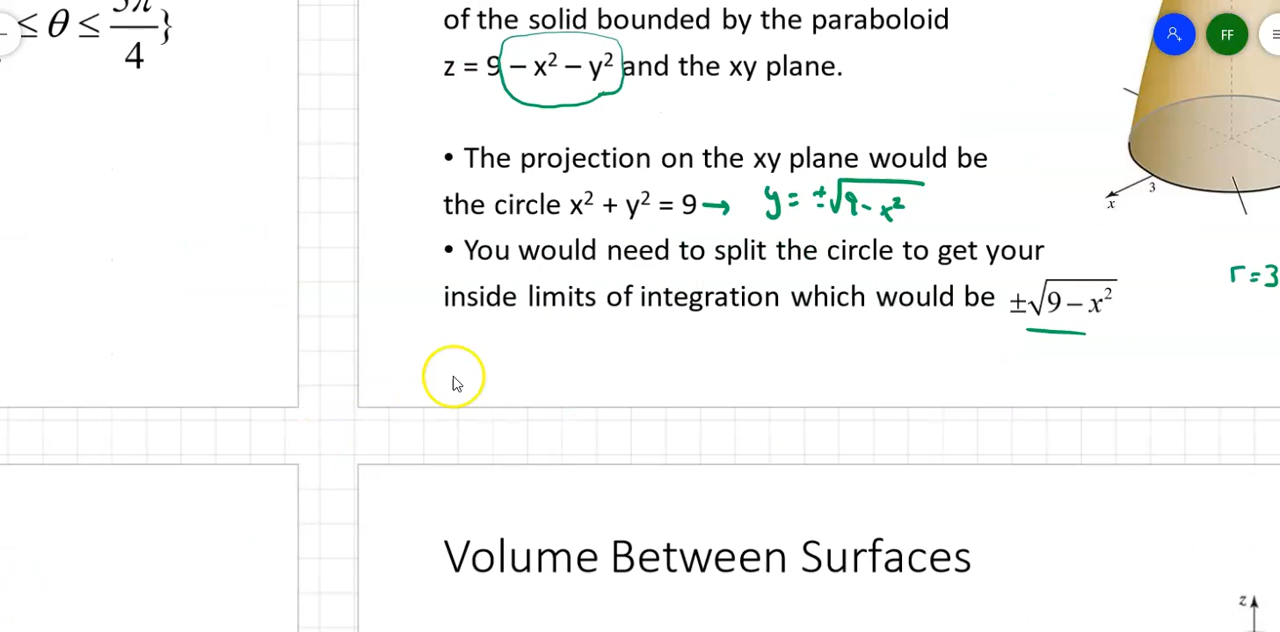 ≤ θ ≤ 3π/4}
of the solid bounded by the paraboloid
z = 9 – x² – y² and the xy plane.
FF
• The projection on the xy plane would be
the circle x² + y² = 9 → y = ±√9 - x²
• You would need to split the circle to get your
inside limits of integration which would be ±√9 – x²
3
x
r = 3
Volume Between Surfaces
z